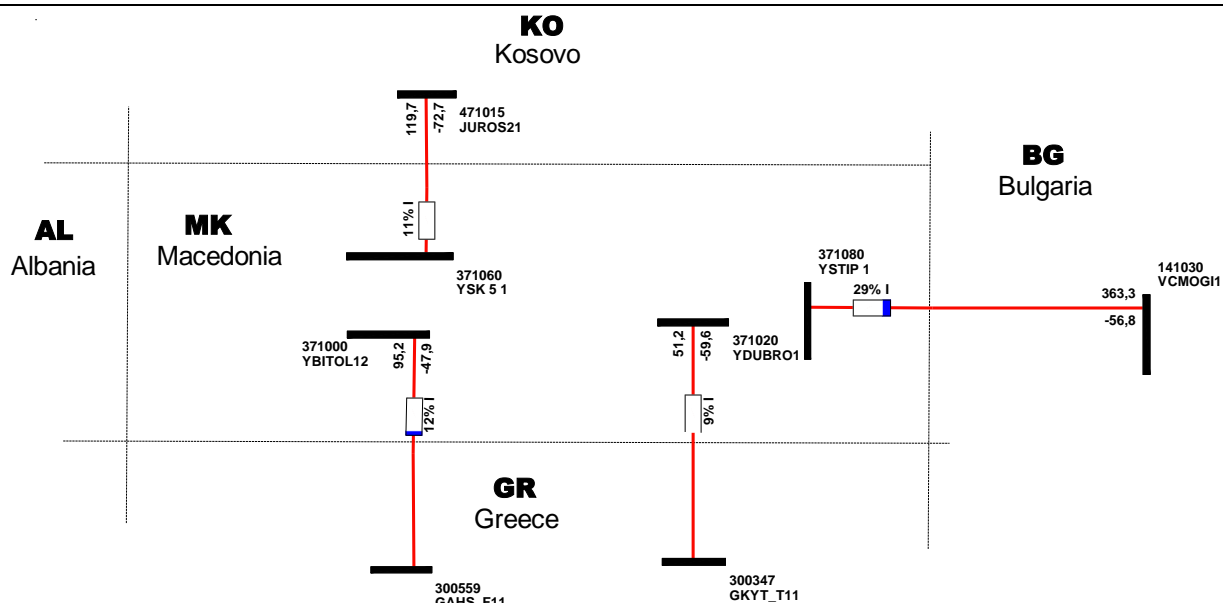 KO
Kosovo
119,7
-72,7
471015
JUROS21
BG
Bulgaria
11% I
AL
Albania
MK
Macedonia
371060
YSK 5 1
371080
YSTIP 1
29% I
141030
VCMOGI1
363,3
-56,8
371000
YBITOL12
95,2
-47,9
12% I
51,2
-59,6
371020
YDUBRO1
9% I
GR
Greece
300559
GAHS_F11
300347
GKYT_T11